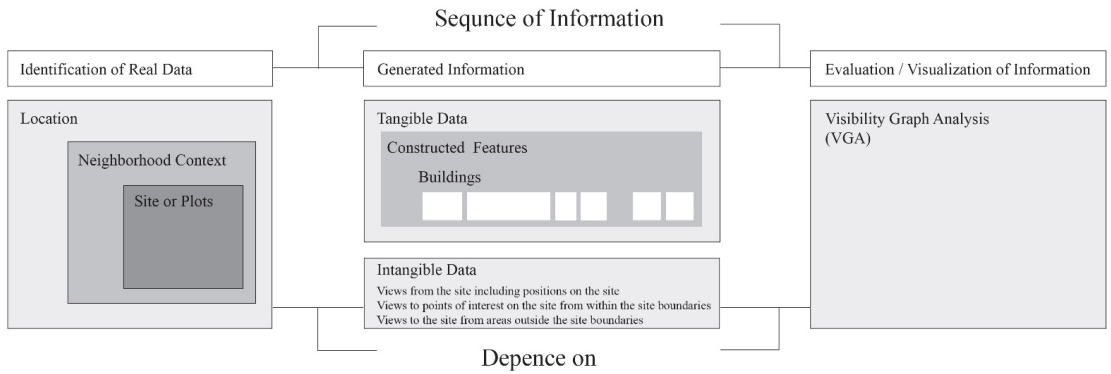 Sequnce of Information
Identification of Real Data
Generated Information
Evaluation / Visualization of Information
Location
Neighborhood Context
Site or Plots
Tangible Data
Constructed Features
Buildings
Intangible Data
Views from the site including positions on the site
Views to points of interest on the site from within the site boundaries
Views to the site from areas outside the site boundaries
Visibility Graph Analysis
(VGA)
Depence on